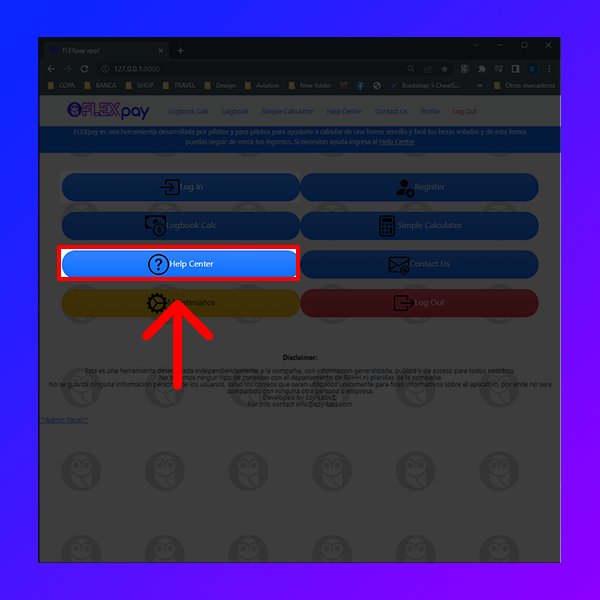 FLEXpay app!
127.0.0.1:8000
COPA BANCA SHOP TRAVEL Design Aviation New folder Bootstrap 5 CheatS... » Otros marcadores
FLEXpay Logbook Calc Logbook Simple Calculator Help Center Contact Us Profile Log Out
FLEXpay es una herramienta desarrollada por pilotos y para pilotos para ayudarte a calcular de una forma sencilla y facil tus horas voladas y de esta forma
puedas seguir de cerca tus ingresos. Si necesitas ayuda ingresa al Help Center
Log In Register
Logbook Calc Simple Calculator
Help Center Contact Us
Maintenance Log Out
Disclaimer:
Esta es una herramienta desarrollada independientemente a la compañia, con informacion generalizada, publica y de acceso para todos nosotros.
No tenemos ningun tipo de conexion con el departamento de RRHH ni planillas de la compañia
No se guarda ninguna informacion personal de los usuarios, salvo los correos que seran utilizados unicamente para fines informativos sobre el aplicativo, por ende no sera
compartido con ninguna otra persona o empresa.
Developed by Ezy-Labs©
For info contact info@ezy-labs.com
**Admin Panel**